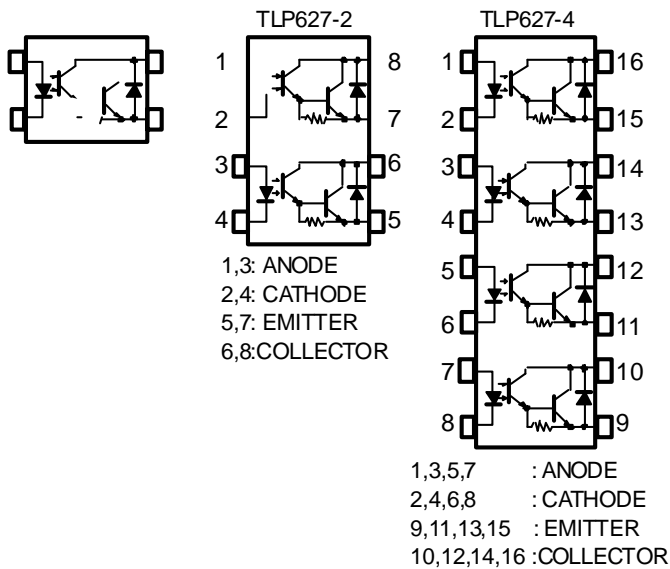 TLP627-2
1 8
2 7
3 6
4 5
1,3: ANODE
2,4: CATHODE
5,7: EMITTER
6,8:COLLECTOR
TLP627-4
1 16
2 15
3 14
4 13
5 12
6 11
7 10
8 9
1,3,5,7 : ANODE
2,4,6,8 : CATHODE
9,11,13,15 : EMITTER
10,12,14,16 :COLLECTOR